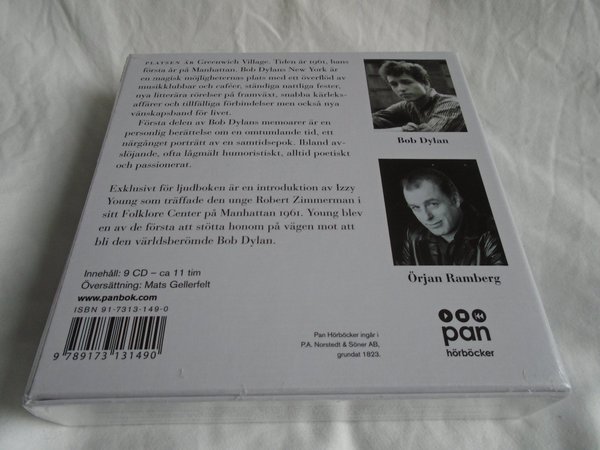 PLATSEN ÄR Greenwich Village. Tiden är 1961, hans
första år på Manhattan. Bob Dylans New York är
en magisk möjligheternas plats med ett överflöd av
musikklubbar och caféer, ständiga nattliga fester,
nya litterära rörelser på framväxt, snabba kärleks-
affärer och tillfälliga förbindelser men också nya
vänskapsband för livet.
Första delen av Bob Dylans memoarer är en
personlig berättelse om en omtumlande tid, ett
närgånget porträtt av en samtidsepok. Ibland av-
slöjande, ofta lågmält humoristiskt, alltid poetiskt
och passionerat.
Exklusivt för ljudboken är en introduktion av Izzy
Young som träffade den unge Robert Zimmerman i
sitt Folklore Center på Manhattan 1961. Young blev
en av de första att stötta honom på vägen mot att
bli den världsberömde Bob Dylan.
Bob Dylan
Örjan Ramberg
Innehåll: 9 CD – ca 11 tim
Översättning: Mats Gellerfelt
www.panbok.com
ISBN 91-7313-149-0
9 789173 131490
Pan Hörböcker ingår i
P.A. Norstedt & Söner AB,
grundat 1823.
pan
hörböcker